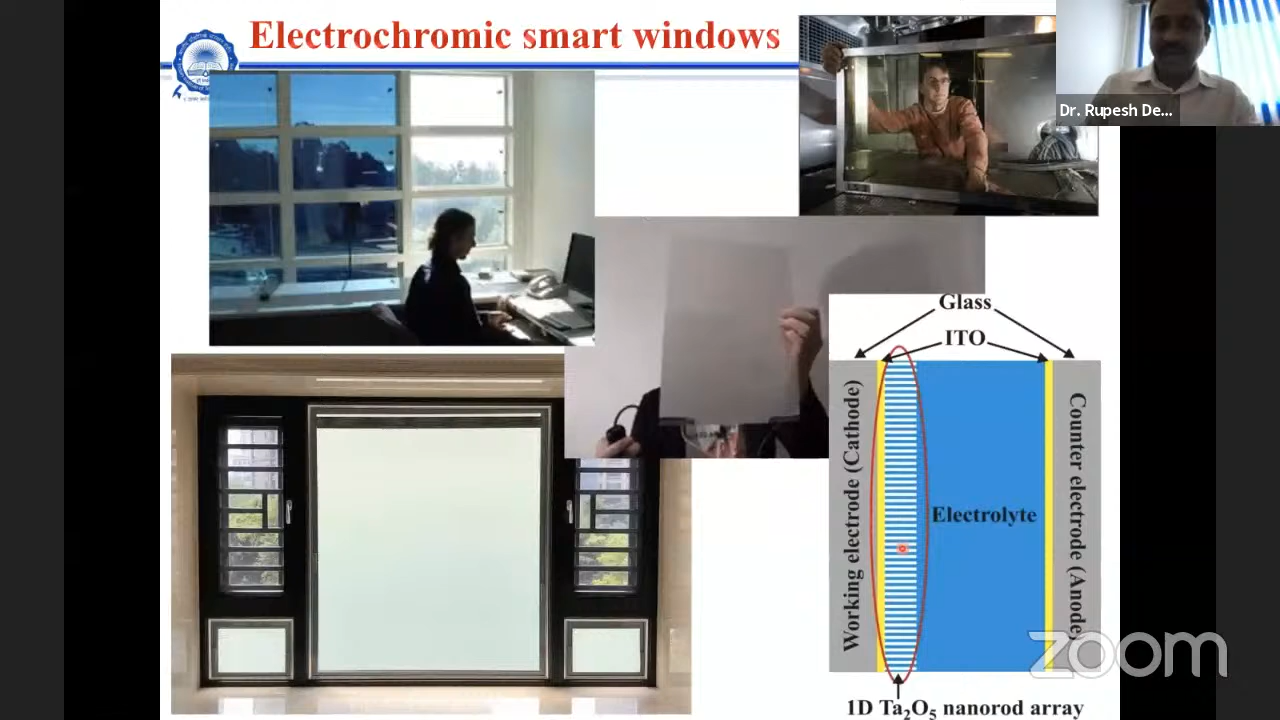 Electrochromic smart windows
Dr. Rupesh De...
Glass
ITO
Working electrode (Cathode)
Electrolyte
Counter electrode (Anode)
1D Ta₂O₅ nanorod array
zoom